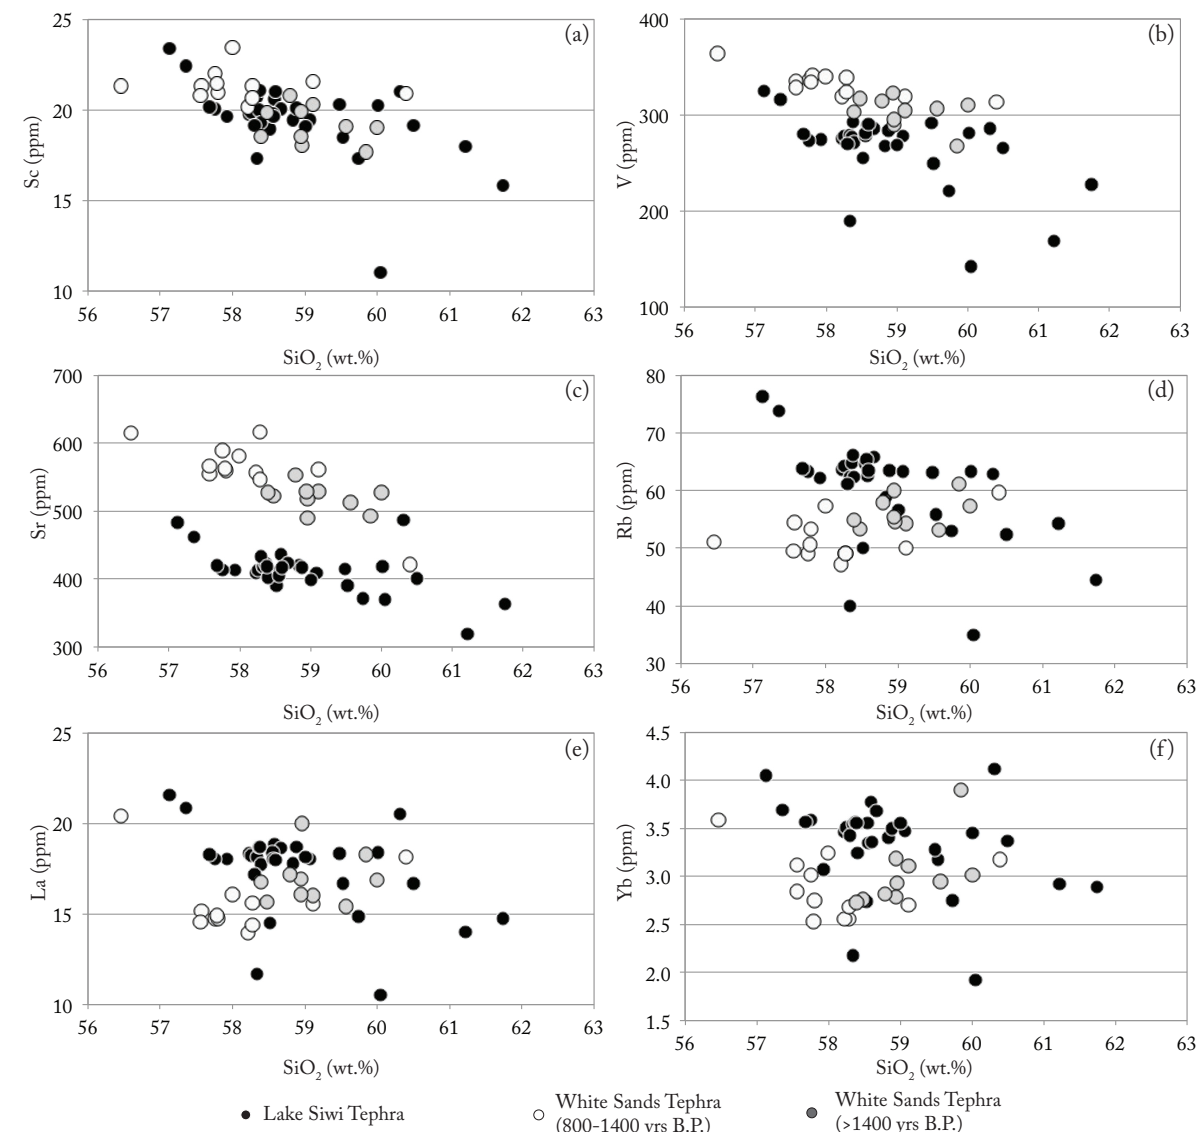 (a)
25
20
15
10
Sc (ppm)
56 57 58 59 60 61 62 63
SiO2 (wt.%)
(b)
400
300
200
100
V (ppm)
56 57 58 59 60 61 62 63
SiO2 (wt.%)
(c)
700
600
500
400
300
Sr (ppm)
56 57 58 59 60 61 62 63
SiO2 (wt.%)
(d)
80
70
60
50
40
30
Rb (ppm)
56 57 58 59 60 61 62 63
SiO2 (wt.%)
(e)
25
20
15
10
La (ppm)
56 57 58 59 60 61 62 63
SiO2 (wt.%)
(f)
4.5
4.0
3.5
3.0
2.5
2.0
1.5
Yb (ppm)
56 57 58 59 60 61 62 63
SiO2 (wt.%)
Lake Siwi Tephra
White Sands Tephra
(800-1400 yrs B.P.)
White Sands Tephra
(>1400 yrs B.P.)